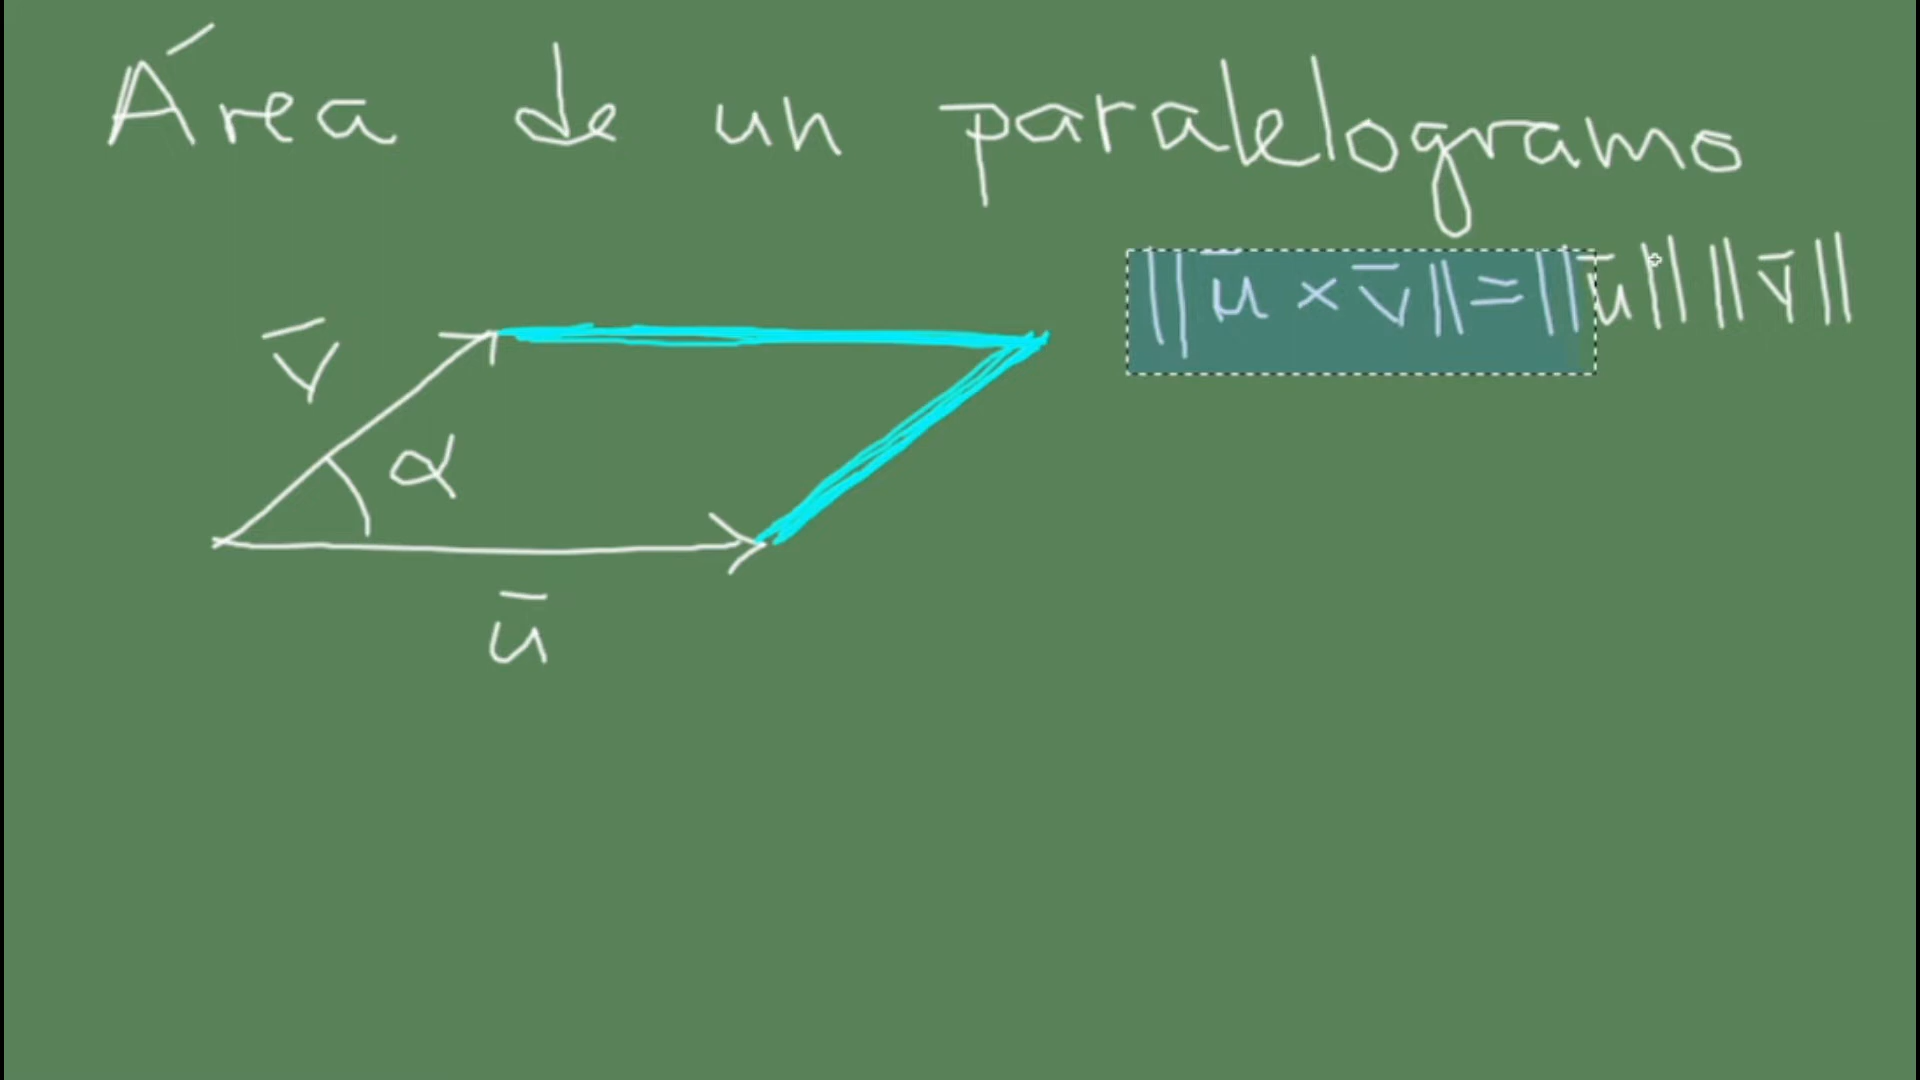 Área de un paralelogramo
‖ū × v̄‖=‖ū‖‖v̄‖
v̄
α
ū